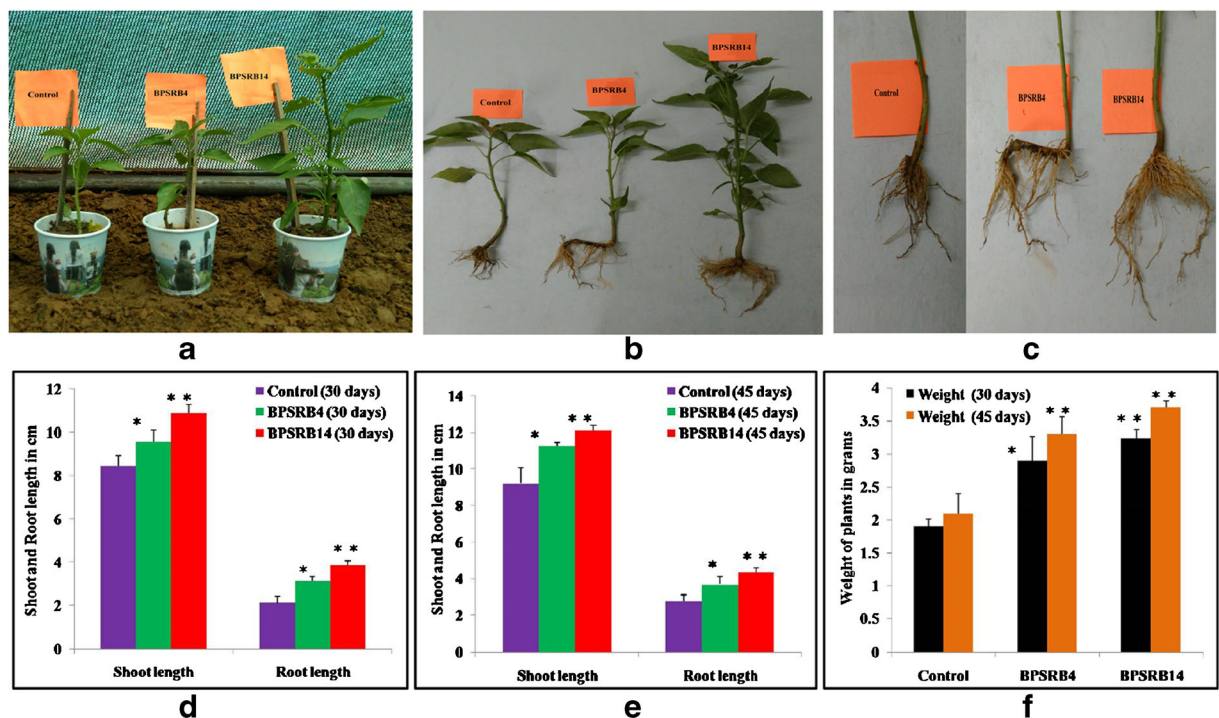 Control
BPSRB4
BPSRB14
Control
BPSRB4
BPSRB14
Control
BPSRB4
BPSRB14
a
b
c
Shoot and Root length in cm
12
10
8
6
4
2
0
* 
* *
*
* *
Control (30 days)
BPSRB4 (30 days)
BPSRB14 (30 days)
Shoot length
Root length
d
Shoot and Root length in cm
14
12
10
8
6
4
2
0
*
* *
*
* *
Control (45 days)
BPSRB4 (45 days)
BPSRB14 (45 days)
Shoot length
Root length
e
Weight of plants in grams
4
3.5
3
2.5
2
1.5
1
0.5
0
Weight (30 days)
Weight (45 days)
*
* *
* *
* *
Control
BPSRB4
BPSRB14
f